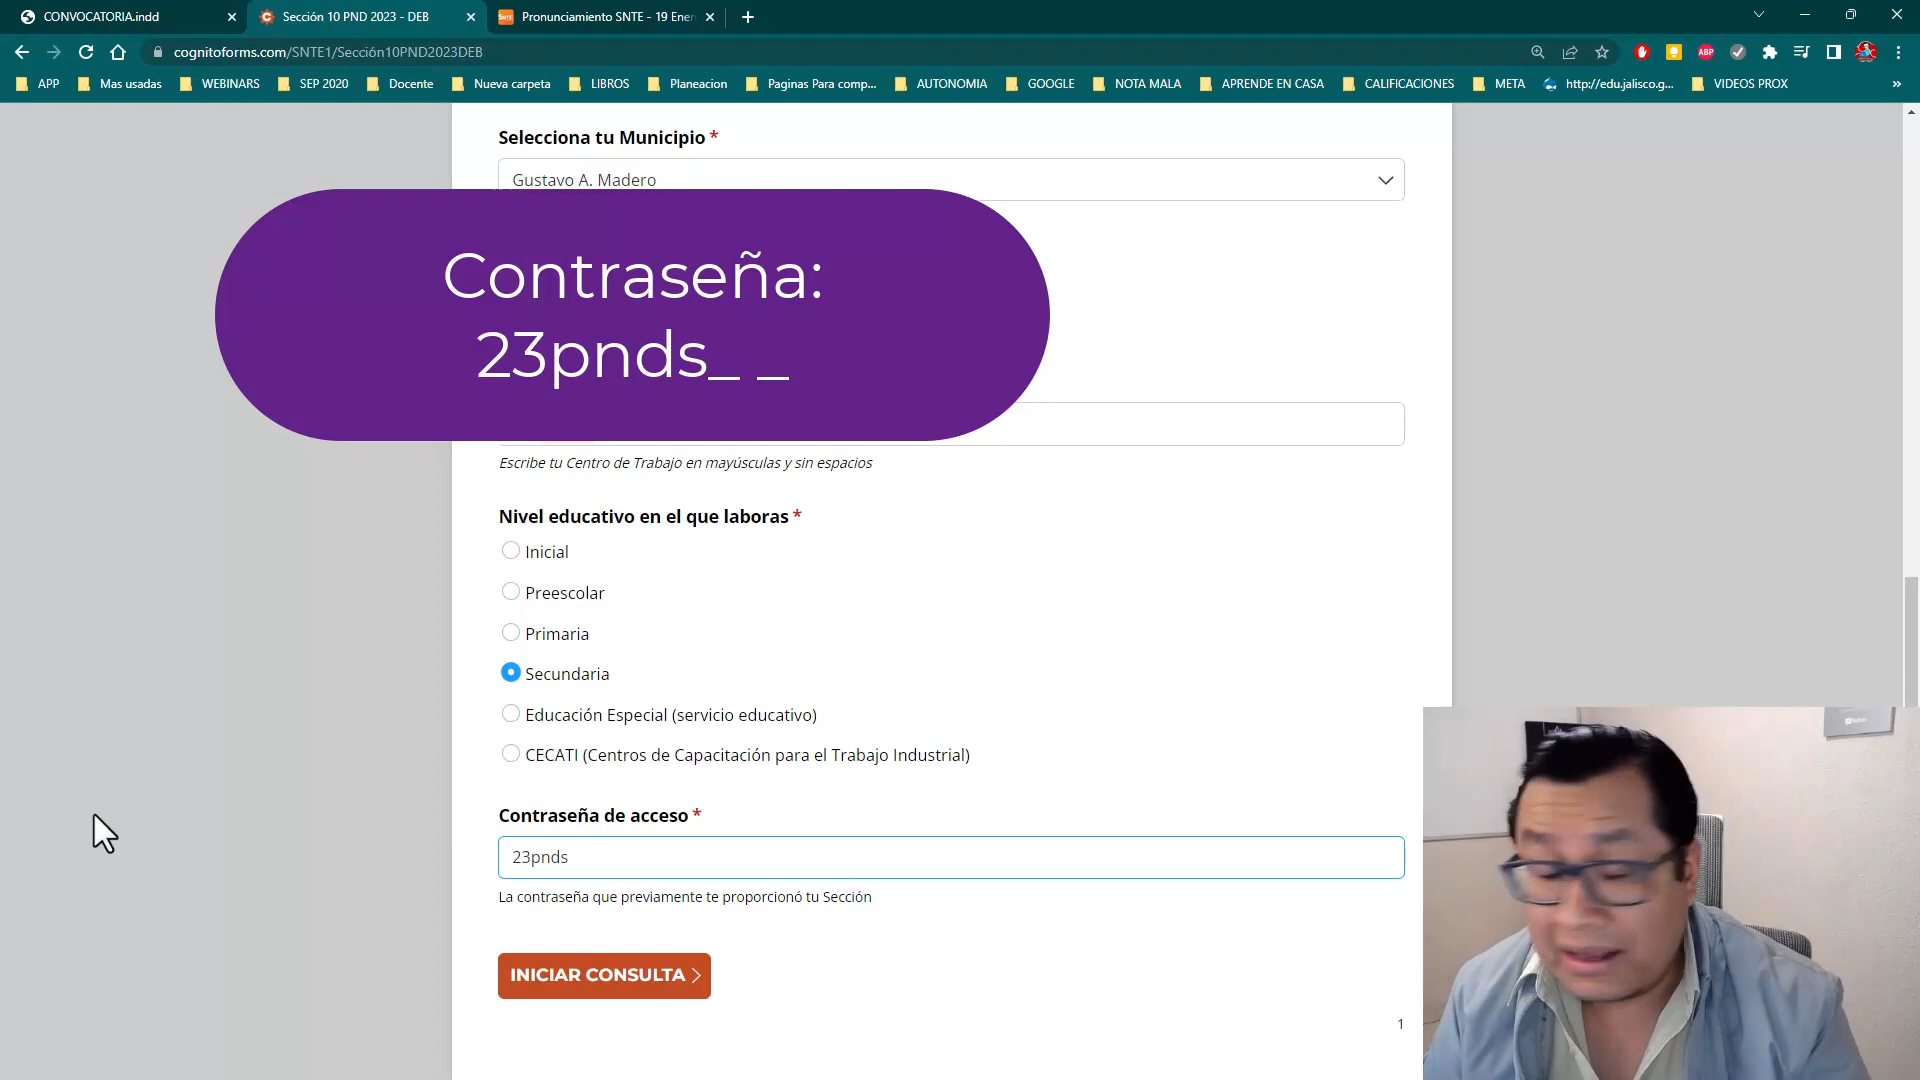 CONVOCATORIA.indd
Sección 10 PND 2023 - DEB
Pronunciamiento SNTE - 19 Ener
cognitoforms.com/SNTE1/Sección10PND2023DEB
APP
Mas usadas
WEBINARS
SEP 2020
Docente
Nueva carpeta
LIBROS
Planeacion
Paginas Para comp...
AUTONOMIA
GOOGLE
NOTA MALA
APRENDE EN CASA
CALIFICACIONES
META
http://edu.jalisco.g...
VIDEOS PROX
»
Selecciona tu Municipio *
Gustavo A. Madero
Contraseña:
23pnds_ _
Escribe tu Centro de Trabajo en mayúsculas y sin espacios
Nivel educativo en el que laboras *
Inicial
Preescolar
Primaria
Secundaria
Educación Especial (servicio educativo)
CECATI (Centros de Capacitación para el Trabajo Industrial)
Contraseña de acceso *
23pnds
La contraseña que previamente te proporcionó tu Sección
INICIAR CONSULTA >
1